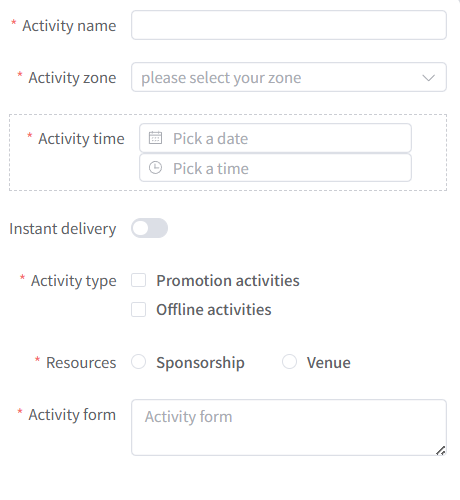 * Activity name
* Activity zone please select your zone
* Activity time Pick a date
Pick a time
Instant delivery
* Activity type Promotion activities
Offline activities
* Resources Sponsorship Venue
* Activity form Activity form